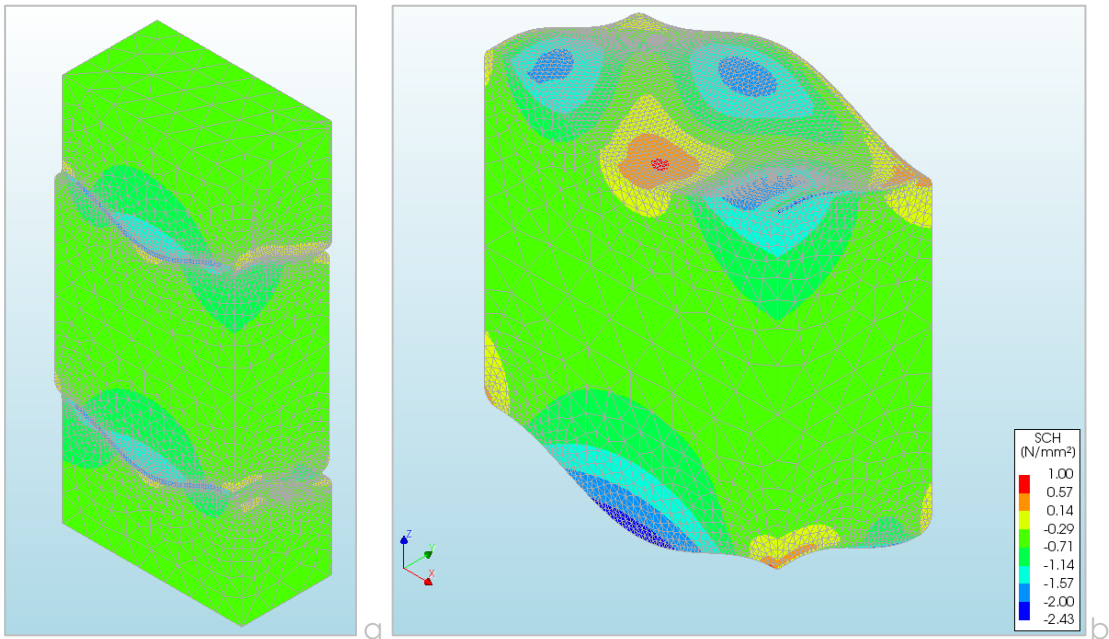 Z
Y
X
SCH
(N/mm²)
1.00
0.57
0.14
-0.29
-0.71
-1.14
-1.57
-2.00
-2.43
a
b